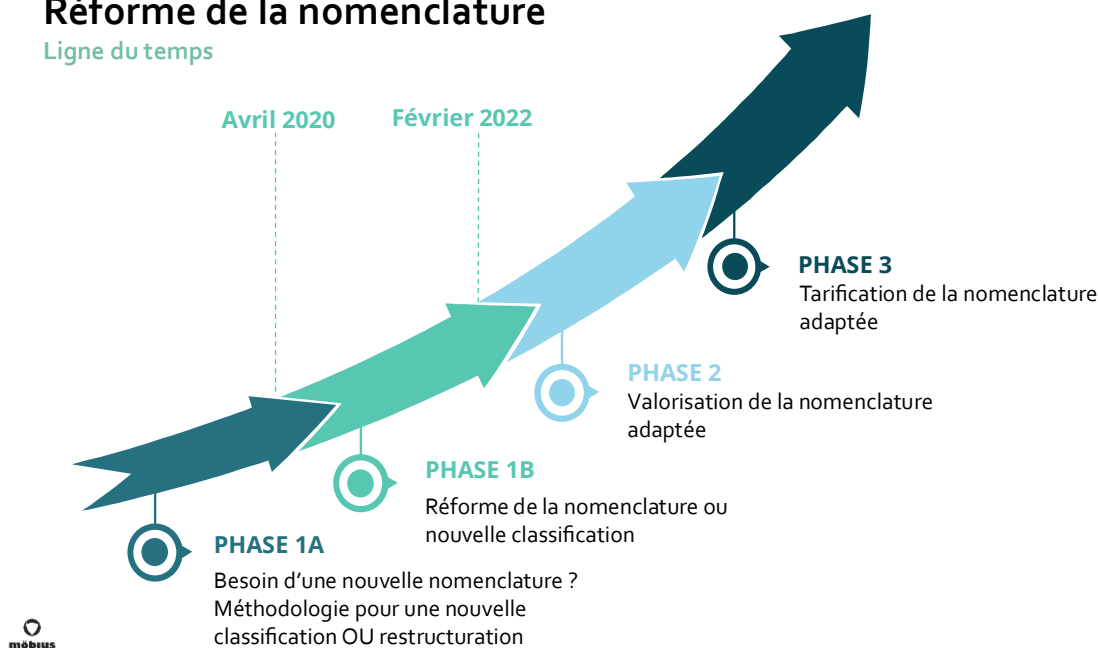 Réforme de la nomenclature
Ligne du temps
Avril 2020
Février 2022
PHASE 3
Tarification de la nomenclature
adaptée
PHASE 2
Valorisation de la nomenclature
adaptée
PHASE 1B
Réforme de la nomenclature ou
nouvelle classification
PHASE 1A
Besoin d'une nouvelle nomenclature ?
Méthodologie pour une nouvelle
classification OU restructuration
möbius